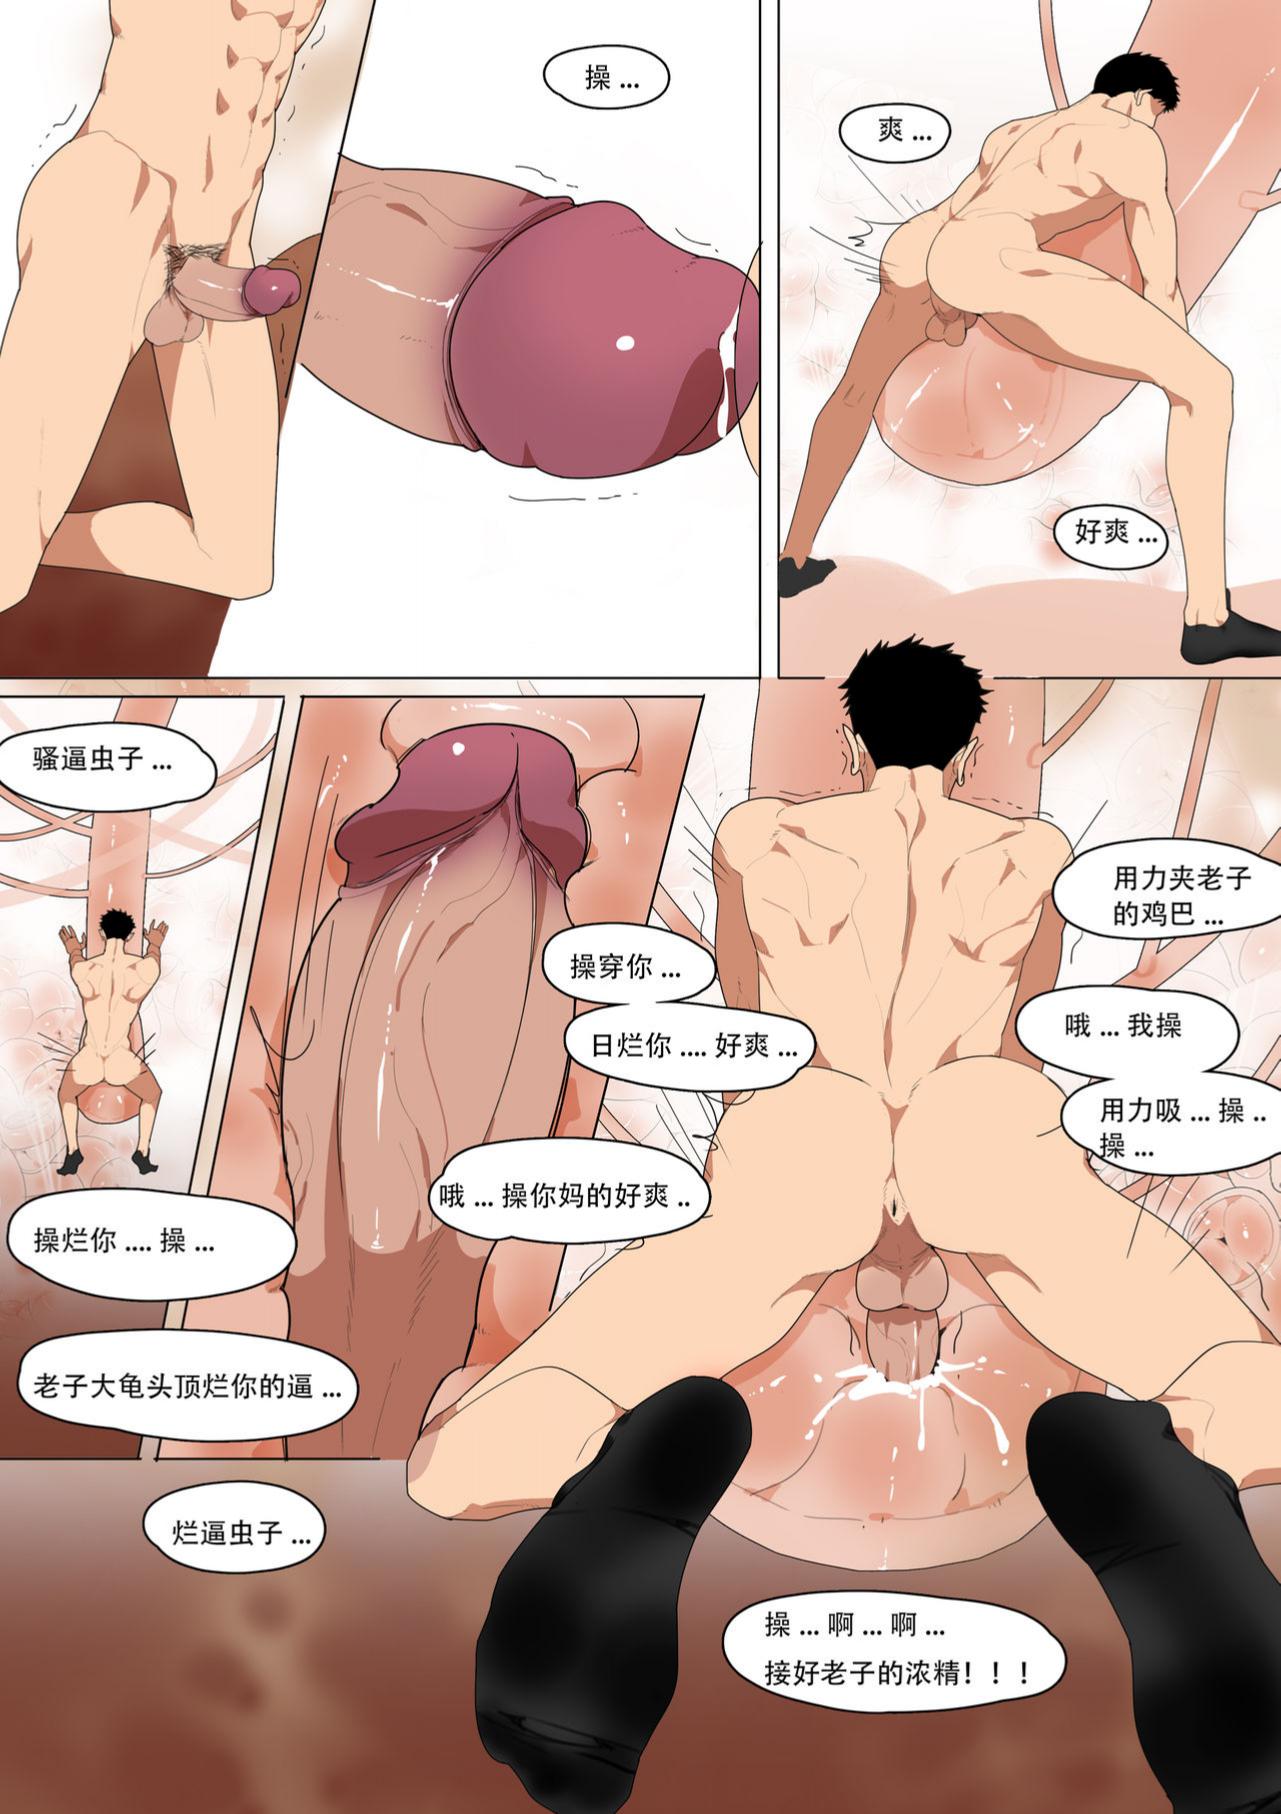 操 ...
爽 ...
好爽 ...
骚逼虫子 ...
操烂你 .... 操 ...
老子大龟头顶烂你的逼 ...
操穿你 ...
日烂你 .... 好爽 ...
哦 ... 操你妈的好爽 ..
用力夹老子
的鸡巴 ...
哦 ... 我操
用力吸 ... 操 ..
操 ...
烂逼虫子 ...
操 ... 啊 ... 啊 ...
接好老子的浓精！！！